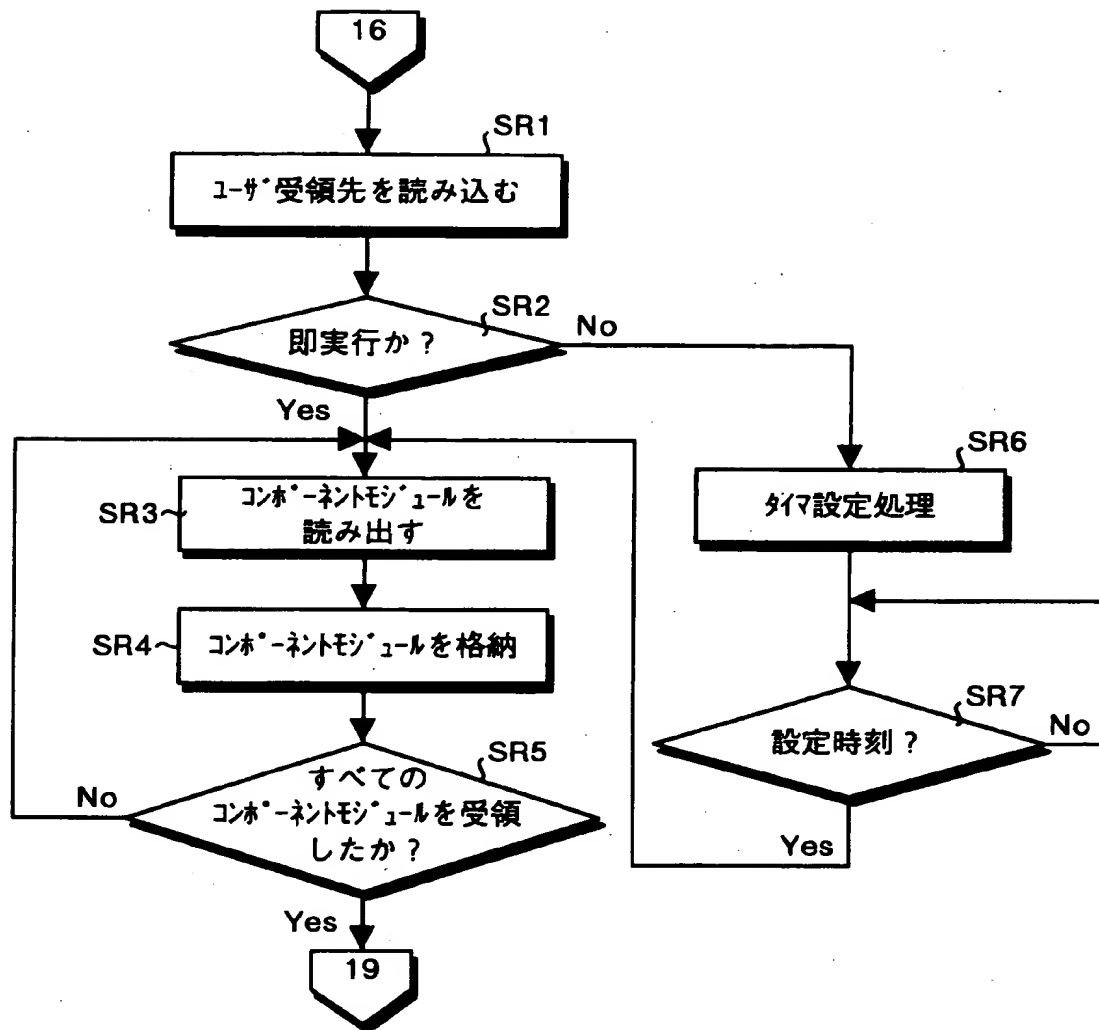 16
SR1
ﾕｰｻﾞ受領先を読み込む
SR2
即実行か？
No
Yes
SR6
SR3
ｺﾝﾎﾟｰﾈﾝﾄﾓｼﾞｭｰﾙを
読み出す
ﾀｲﾏ設定処理
SR4
ｺﾝﾎﾟｰﾈﾝﾄﾓｼﾞｭｰﾙを格納
SR7
設定時刻？
No
SR5
すべての
ｺﾝﾎﾟｰﾈﾝﾄﾓｼﾞｭｰﾙを受領
したか？
No
Yes
Yes
19